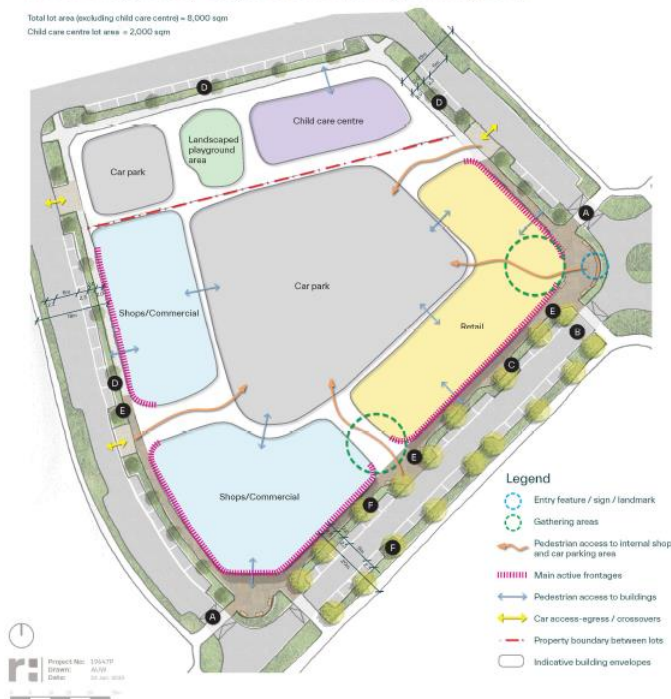 Total lot area (excluding child care centre) = 8,000 sqm
Child care centre lot area = 2,000 sqm
D
D
Child care centre
Landscaped
playground
area
Car park
A
Car park
Shops/Commercial
Retail
E
B
C
D
E
E
Shops/Commercial
F
F
A
Legend
Entry feature / sign / landmark
Gathering areas
Pedestrian access to internal shop
and car parking area
Main active frontages
Pedestrian access to buildings
Car access-egress / crossovers
Property boundary between lots
Indicative building envelopes
Project No:
Drawn:
Date: